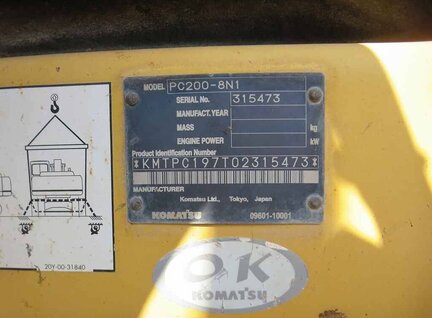 MODEL PC200-8N1
SERIAL No. 315473
MANUFACT.YEAR
MASS kg
ENGINE POWER kW
Product Identification Number
*KMTPC197T02315473*
MANUFACTURER
Komatsu Ltd., Tokyo, Japan
KOMATSU 09601-10001
20Y-00-31840
OK
KOMATSU